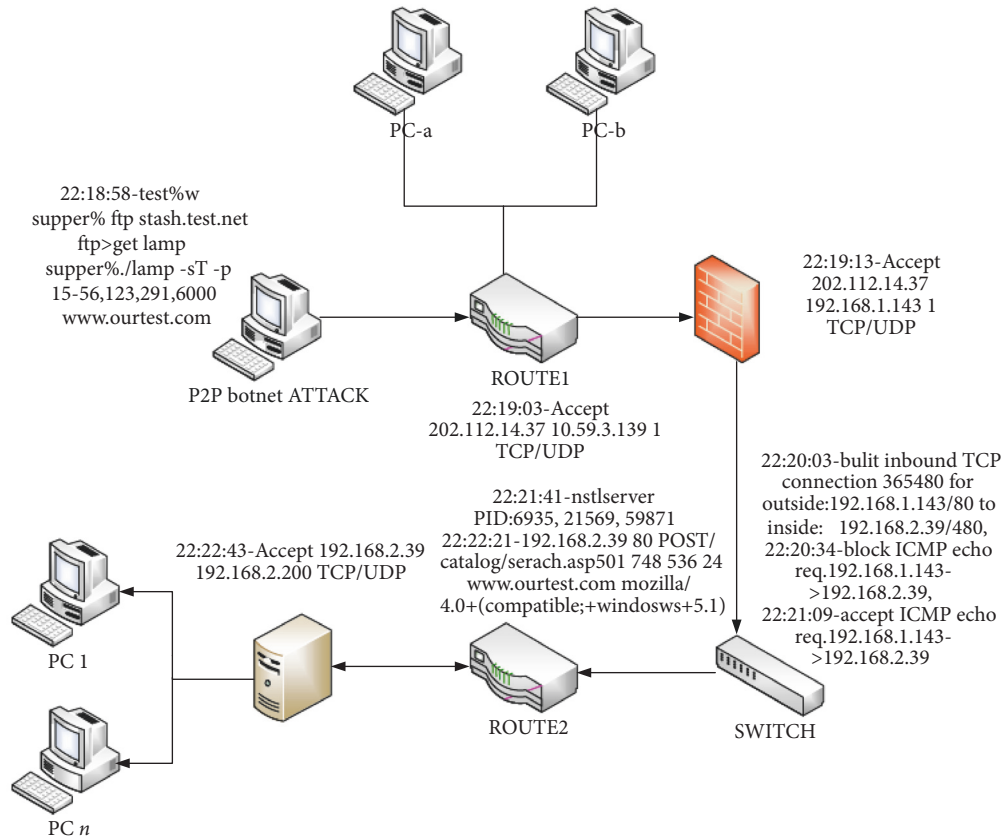 PC-a
PC-b
22:18:58-test%w
supper% ftp stash.test.net
ftp>get lamp
supper%./lamp -sT -p
15-56,123,291,6000
www.ourtest.com
P2P botnet ATTACK
ROUTE1
22:19:03-Accept
202.112.14.37 10.59.3.139 1
TCP/UDP
22:19:13-Accept
202.112.14.37
192.168.1.143 1
TCP/UDP
22:20:03-bulit inbound TCP
connection 365480 for
outside:192.168.1.143/80 to
inside: 192.168.2.39/480,
22:20:34-block ICMP echo
req.192.168.1.143-
>192.168.2.39,
22:21:09-accept ICMP echo
req.192.168.1.143-
>192.168.2.39
SWITCH
22:21:41-nstlserver
PID:6935, 21569, 59871
22:22:21-192.168.2.39 80 POST/
catalog/serach.asp501 748 536 24
www.ourtest.com mozilla/
4.0+(compatible;+windosws+5.1)
ROUTE2
22:22:43-Accept 192.168.2.39
192.168.2.200 TCP/UDP
PC 1
PC n